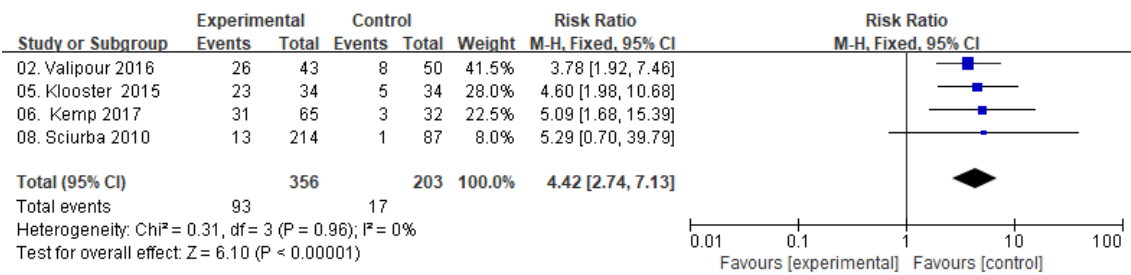 Experimental Control Risk Ratio Risk Ratio
Study or Subgroup Events Total Events Total Weight M-H, Fixed, 95% CI M-H, Fixed, 95% CI
02. Valipour 2016 26 43 8 50 41.5% 3.78 [1.92, 7.46]
05. Klooster 2015 23 34 5 34 28.0% 4.60 [1.98, 10.68]
06. Kemp 2017 31 65 3 32 22.5% 5.09 [1.68, 15.39]
08. Sciurba 2010 13 214 1 87 8.0% 5.29 [0.70, 39.79]
Total (95% CI) 356 203 100.0% 4.42 [2.74, 7.13]
Total events 93 17
Heterogeneity: Chi² = 0.31, df = 3 (P = 0.96); I² = 0%
Test for overall effect: Z = 6.10 (P < 0.00001)
0.01 0.1 1 10 100
Favours [experimental] Favours [control]